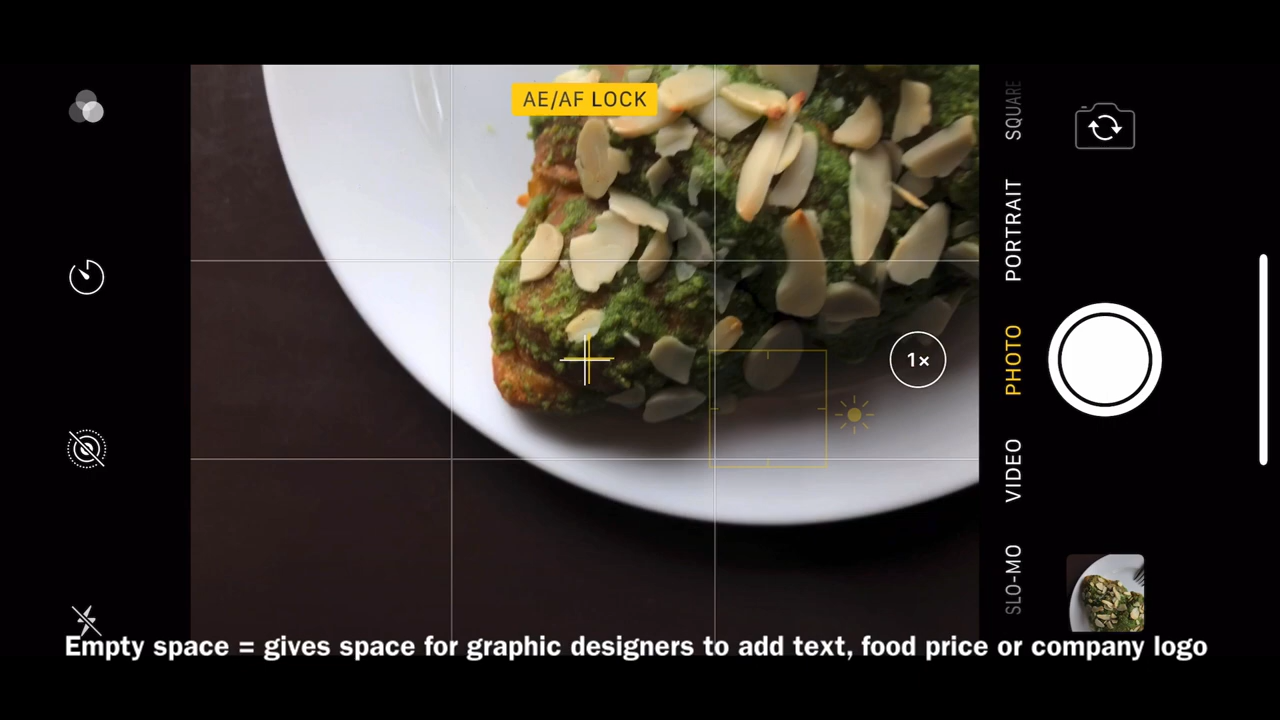 AE/AF LOCK
SQUARE
PORTRAIT
1×
PHOTO
VIDEO
SLO-MO
Empty space = gives space for graphic designers to add text, food price or company logo